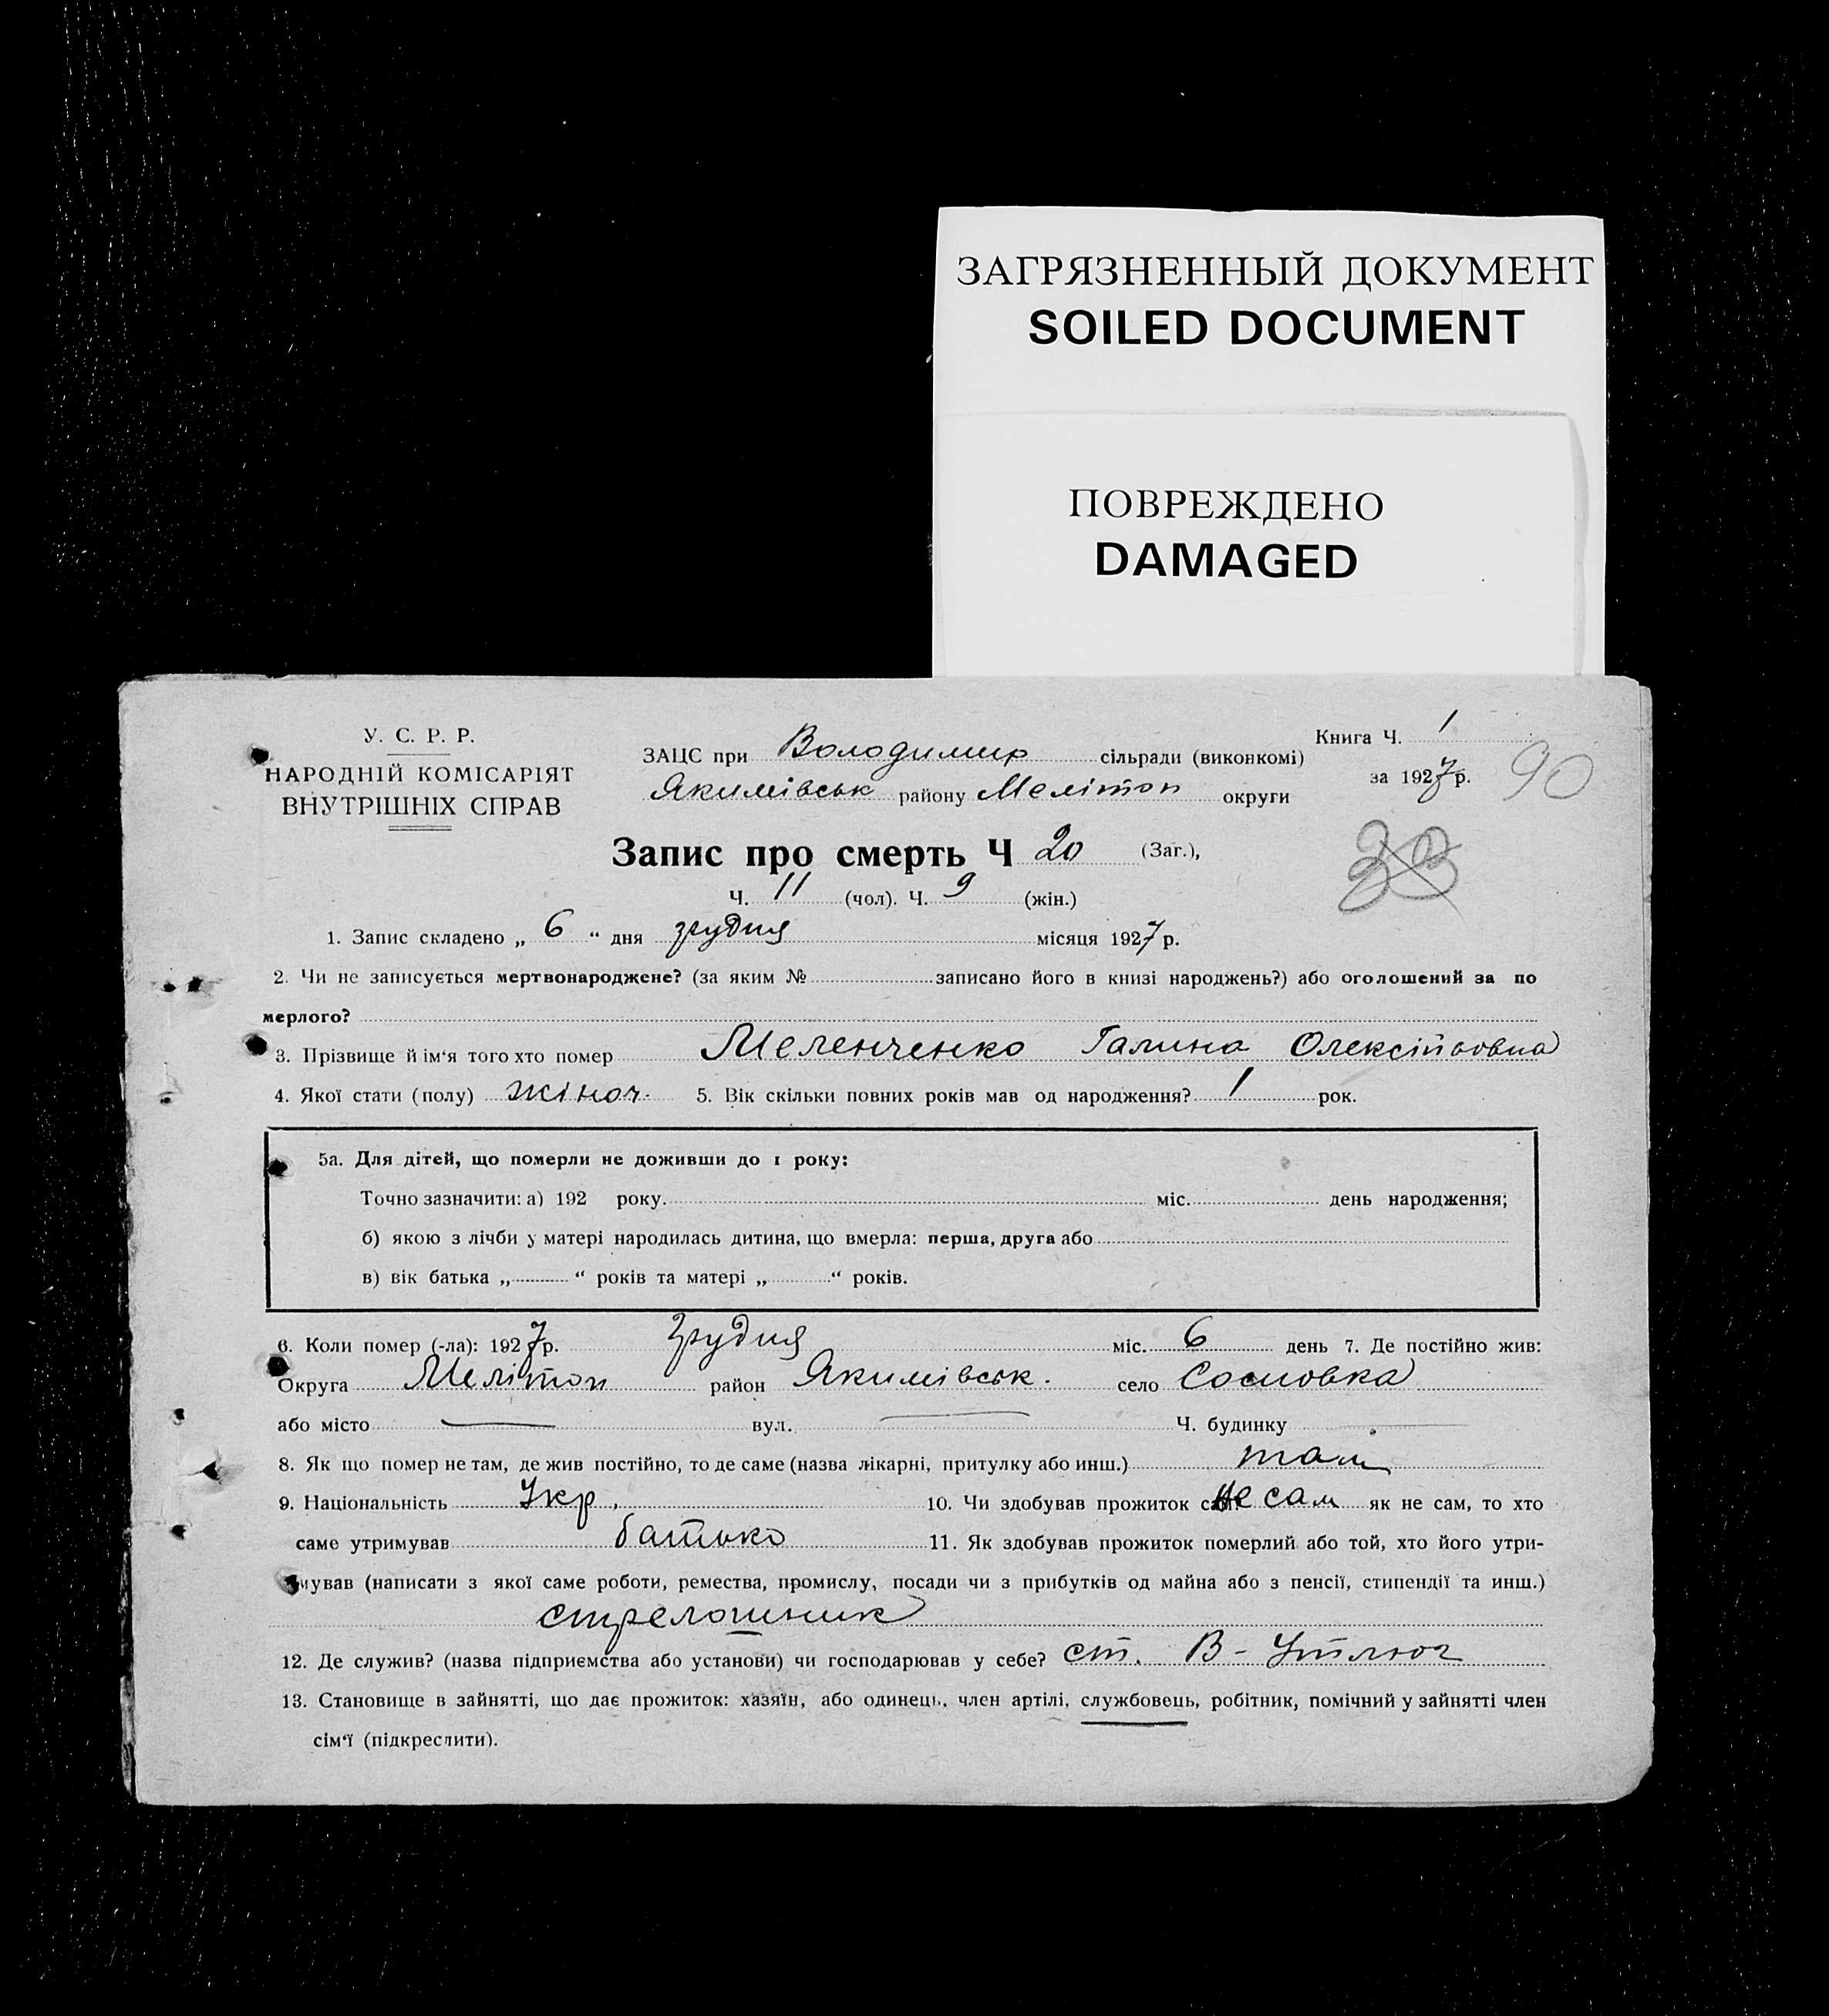 ЗАГРЯЗНЕННЫЙ ДОКУМЕНТ
SOILED DOCUMENT
ПОВРЕЖДЕНО
DAMAGED
У. С. Р. Р.
НАРОДНІЙ КОМІСАРІЯТ
ВНУТРІШНІХ СПРАВ
ЗАЦС при Володимир сільради (виконкомі)
Якимівськ району Мелітоп округи
Книга Ч. 1
за 1927 р. 90
Запис про смерть Ч 20 (Заг.),
33
Ч. 11 (чол). Ч. 9 (жін.)
1. Запис складено „ 6 “ дня грудня місяця 1927 р.
2. Чи не записується мертвонароджене? (за яким № записано його в книзі народжень?) або оголошений за по
мерлого?
3. Прізвище й ім‘я того хто помер Меленченко Галина Олексійовна
4. Якої стати (полу) жіноч. 5. Вік скільки повних років мав од народження? 1 рок.
5а. Для дітей, що померли не доживши до 1 року:
Точно зазначити: а) 192 року. міс. день народження;
б) якою з лічби у матері народилась дитина, що вмерла: перша, друга або
в) вік батька „ “ років та матері „ “ років.
6. Коли помер (-ла): 1927 р. Грудня міс. 6 день 7. Де постійно жив:
Округа Мелітоп район Якимівськ. село Сосновка
або місто — вул. — Ч. будинку
8. Як що помер не там, де жив постійно, то де саме (назва лікарні, притулку або инш.) там
9. Національність Укр. 10. Чи здобував прожиток сам? не сам як не сам, то хто
саме утримував батько 11. Як здобував прожиток померлий або той, хто його утри-
мував (написати з якої саме роботи, ремества, промислу, посади чи з прибутків од майна або з пенсії, стипендії та инш.)
стрелошник
12. Де служив? (назва підприємства або установи) чи господарював у себе? ст. В-Утлюг
13. Становище в зайнятті, що дає прожиток: хазяїн, або одинець, член артілі, службовець, робітник, помічний у зайнятті член
сім‘ї (підкреслити).